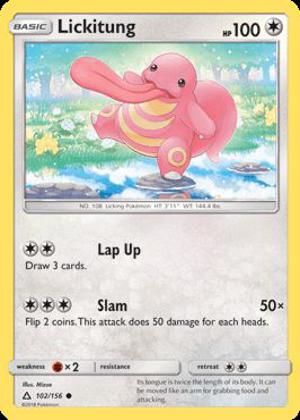 BASIC Lickitung HP 100
NO. 108 Licking Pokémon HT: 3'11" WT: 144.4 lbs.
Lap Up
Draw 3 cards.
Slam 50×
Flip 2 coins. This attack does 50 damage for each heads.
weakness ×2 resistance retreat
Illus. Mizue
102/156
©2018 Pokémon
Its tongue is twice the length of its body. It can be moved like an arm for grabbing food and attacking.